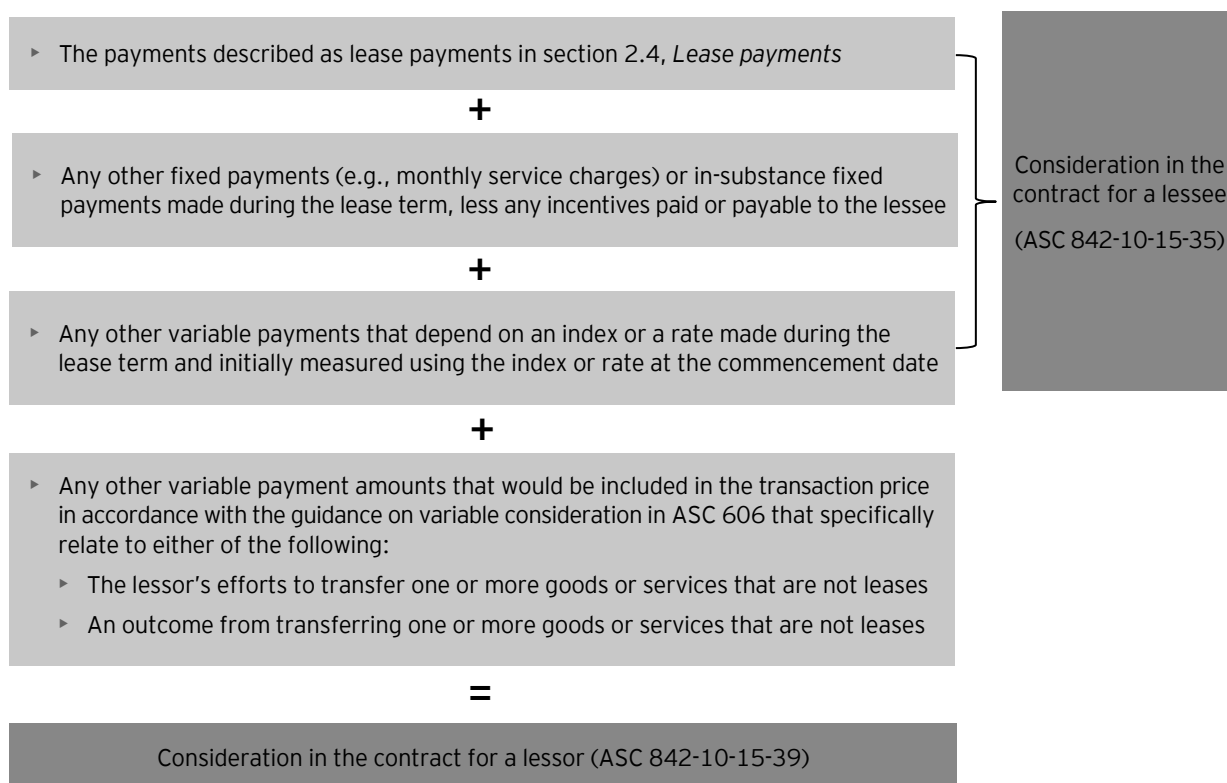 ▸ The payments described as lease payments in section 2.4, Lease payments
+
▸ Any other fixed payments (e.g., monthly service charges) or in-substance fixed
payments made during the lease term, less any incentives paid or payable to the lessee
+
▸ Any other variable payments that depend on an index or a rate made during the
lease term and initially measured using the index or rate at the commencement date
Consideration in the
contract for a lessee
(ASC 842-10-15-35)
+
▸ Any other variable payment amounts that would be included in the transaction price
in accordance with the guidance on variable consideration in ASC 606 that specifically
relate to either of the following:
▸ The lessor’s efforts to transfer one or more goods or services that are not leases
▸ An outcome from transferring one or more goods or services that are not leases
=
Consideration in the contract for a lessor (ASC 842-10-15-39)